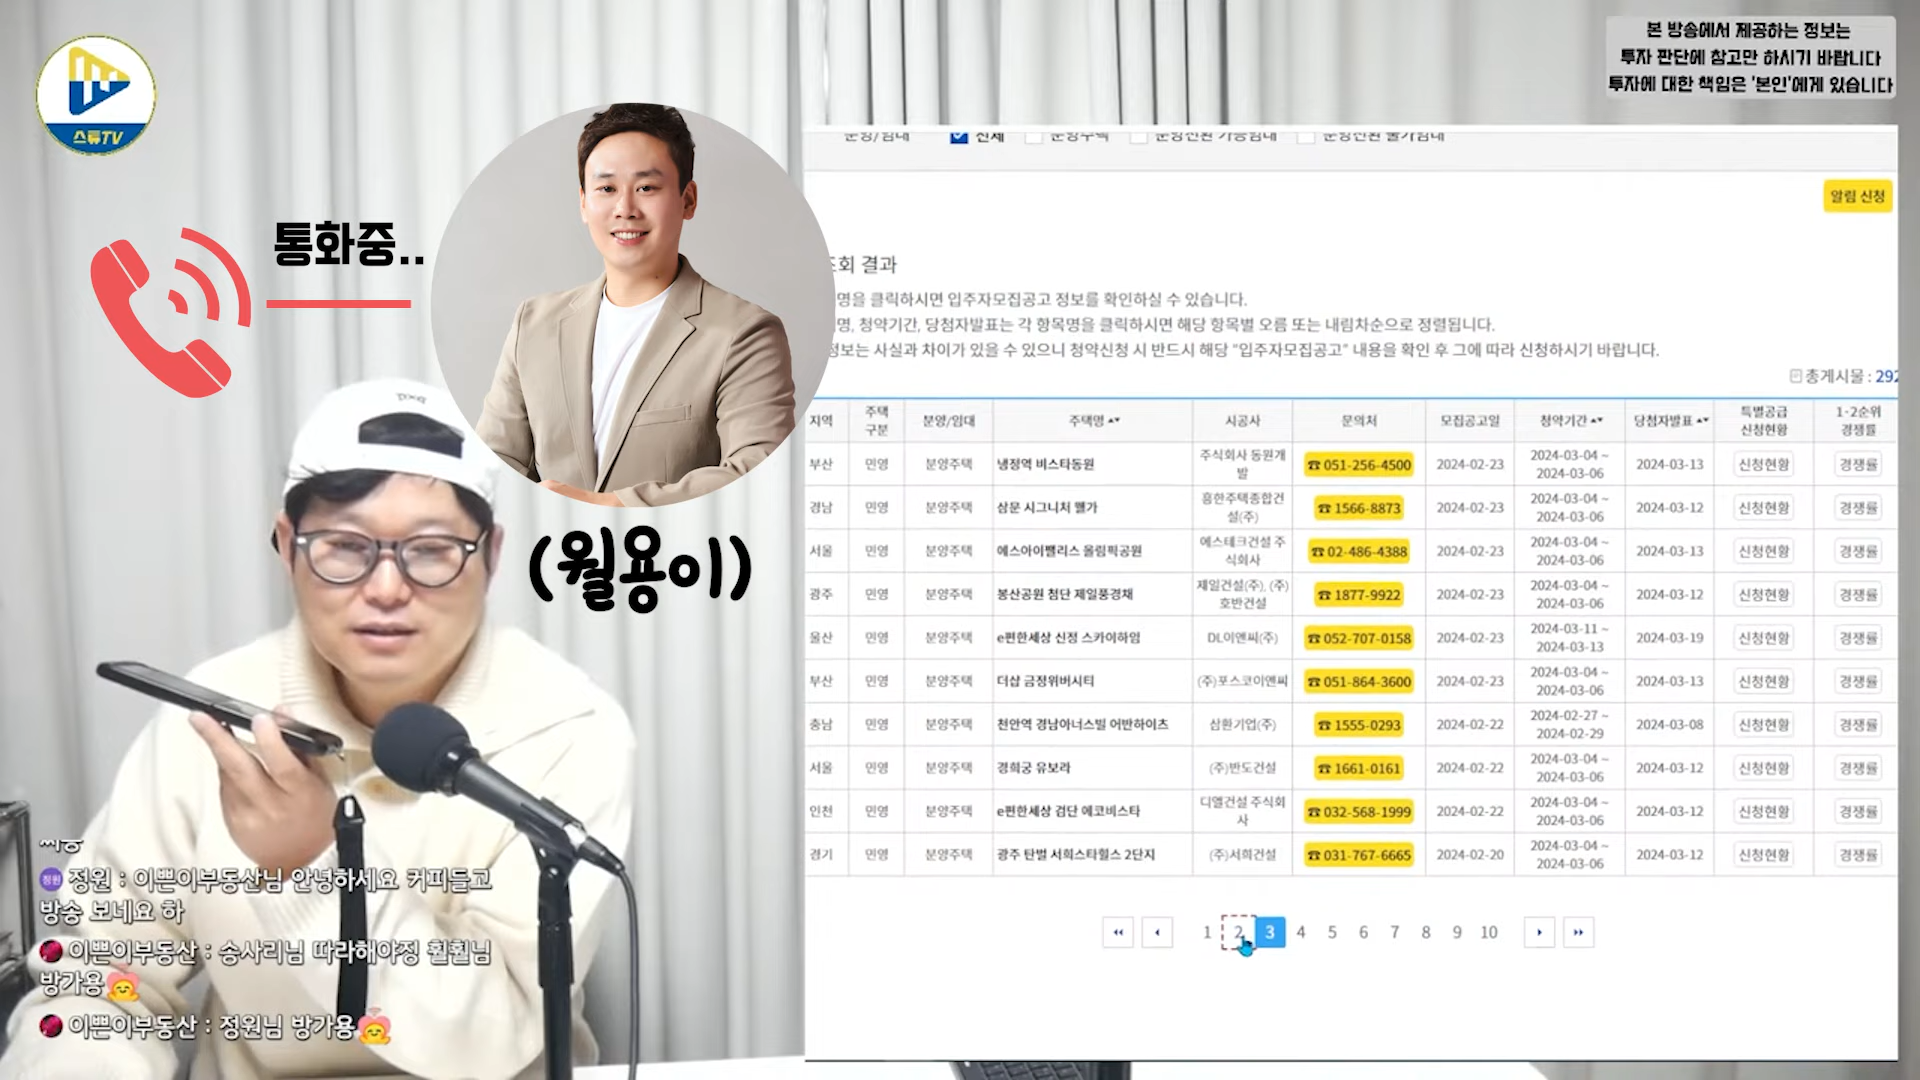 본 방송에서 제공하는 정보는
투자 판단에 참고만 하시기 바랍니다
투자에 대한 책임은 '본인'에게 있습니다
스튜TV
통화중..
(월용이)
분양/임대 전체 분양주택 분양전환 가능임대 분양전환 불가임대
알림 신청
조회 결과
명을 클릭하시면 입주자모집공고 정보를 확인하실 수 있습니다.
명, 청약기간, 당첨자발표는 각 항목명을 클릭하시면 해당 항목별 오름 또는 내림차순으로 정렬됩니다.
정보는 사실과 차이가 있을 수 있으니 청약신청 시 반드시 해당 "입주자모집공고" 내용을 확인 후 그에 따라 신청하시기 바랍니다.
총게시물 : 292
지역 주택구분 분양/임대 주택명 시공사 문의처 모집공고일 청약기간 당첨자발표 특별공급 신청현황 1·2순위 경쟁률
부산 민영 분양주택 냉정역 비스타동원 주식회사 동원개발 ☎ 051-256-4500 2024-02-23 2024-03-04 ~ 2024-03-06 2024-03-13 신청현황 경쟁률
경남 민영 분양주택 삼문 시그니처 웰가 흥한주택종합건설(주) ☎ 1566-8873 2024-02-23 2024-03-04 ~ 2024-03-06 2024-03-12 신청현황 경쟁률
서울 민영 분양주택 에스아이팰리스 올림픽공원 에스테크건설 주식회사 ☎ 02-486-4388 2024-02-23 2024-03-04 ~ 2024-03-06 2024-03-13 신청현황 경쟁률
광주 민영 분양주택 봉산공원 첨단 제일풍경채 제일건설(주), (주)호반건설 ☎ 1877-9922 2024-02-23 2024-03-04 ~ 2024-03-06 2024-03-12 신청현황 경쟁률
울산 민영 분양주택 e편한세상 신정 스카이하임 DL이앤씨(주) ☎ 052-707-0158 2024-02-23 2024-03-11 ~ 2024-03-13 2024-03-19 신청현황 경쟁률
부산 민영 분양주택 더샵 금정위버시티 (주)포스코이앤씨 ☎ 051-864-3600 2024-02-23 2024-03-04 ~ 2024-03-06 2024-03-13 신청현황 경쟁률
충남 민영 분양주택 천안역 경남아너스빌 어반하이츠 삼환기업(주) ☎ 1555-0293 2024-02-22 2024-02-27 ~ 2024-02-29 2024-03-08 신청현황 경쟁률
서울 민영 분양주택 경희궁 유보라 (주)반도건설 ☎ 1661-0161 2024-02-22 2024-03-04 ~ 2024-03-06 2024-03-12 신청현황 경쟁률
인천 민영 분양주택 e편한세상 검단 에코비스타 디엘건설 주식회사 ☎ 032-568-1999 2024-02-22 2024-03-04 ~ 2024-03-06 2024-03-12 신청현황 경쟁률
경기 민영 분양주택 광주 탄벌 서희스타힐스 2단지 (주)서희건설 ☎ 031-767-6665 2024-02-20 2024-03-04 ~ 2024-03-06 2024-03-12 신청현황 경쟁률
1 2 3 4 5 6 7 8 9 10
정원 : 이쁜이부동산님 안녕하세요 커피들고
방송 보네요 하
이쁜이부동산 : 송사리님 따라해야징 휠휠님
방가용
이쁜이부동산 : 정원님 방가용